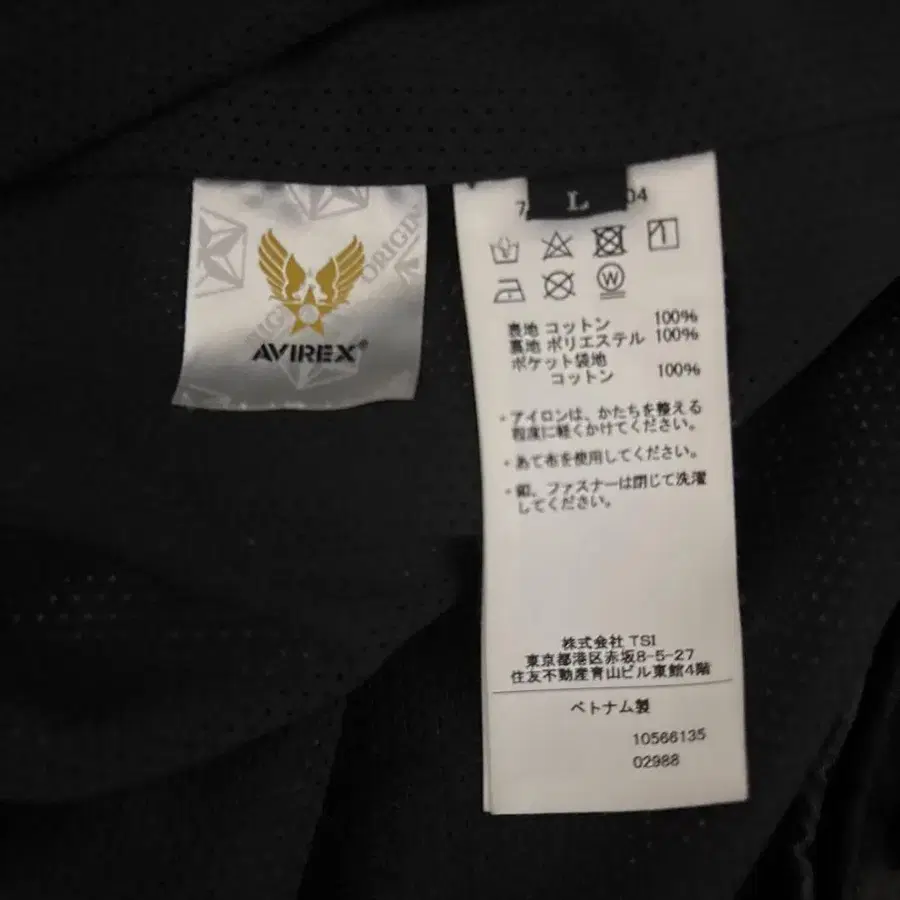 ORIGIN
AVIREX®
7
L
04
W
表地 コットン 100%
裏地 ポリエステル 100%
ポケット袋地
コットン 100%
・アイロンは、かたちを整える
程度に軽くかけてください。
・あて布を使用してください。
・釦、ファスナーは閉じて洗濯
してください。
株式会社 TSI
東京都港区赤坂8-5-27
住友不動産青山ビル東館4階
ベトナム製
10566135
02988